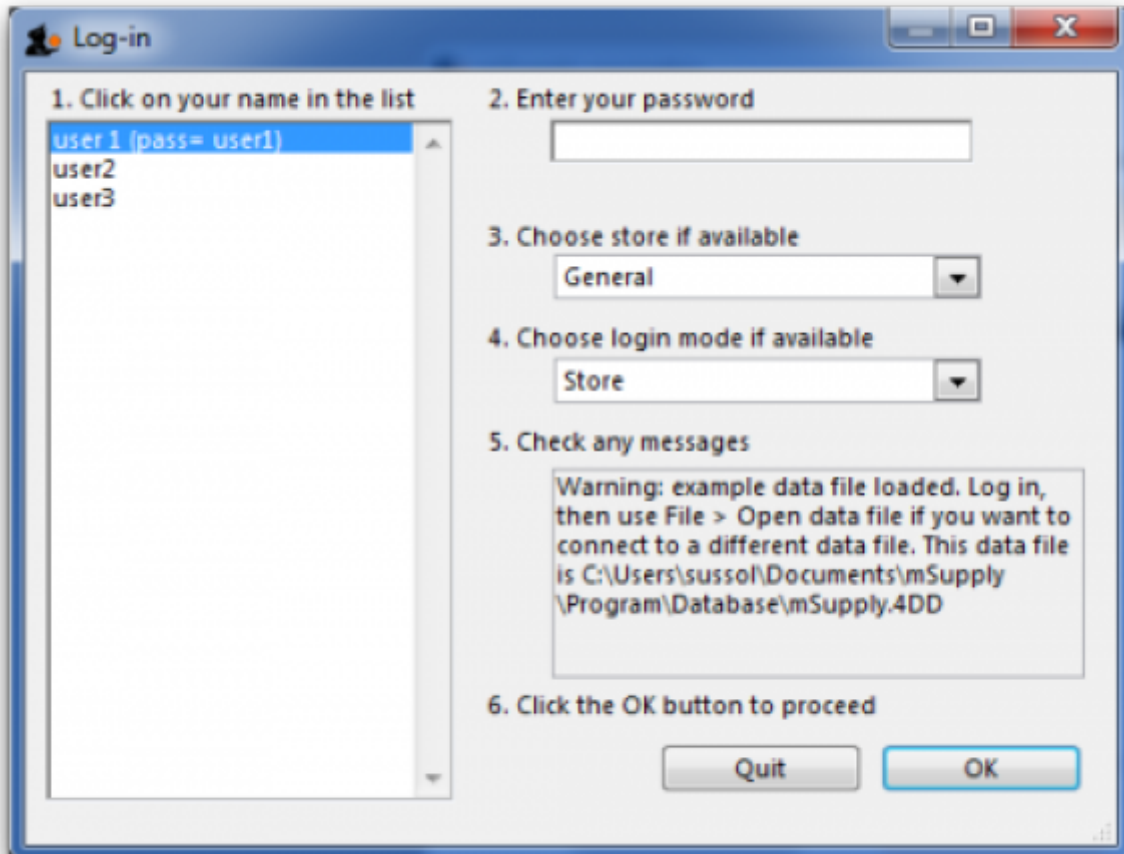 Log-in
1. Click on your name in the list
user 1 (pass= user1)
user2
user3
2. Enter your password
3. Choose store if available
General
4. Choose login mode if available
Store
5. Check any messages
Warning: example data file loaded. Log in,
then use File > Open data file if you want to
connect to a different data file. This data file
is C:\Users\sussol\Documents\mSupply
\Program\Database\mSupply.4DD
6. Click the OK button to proceed
Quit
OK